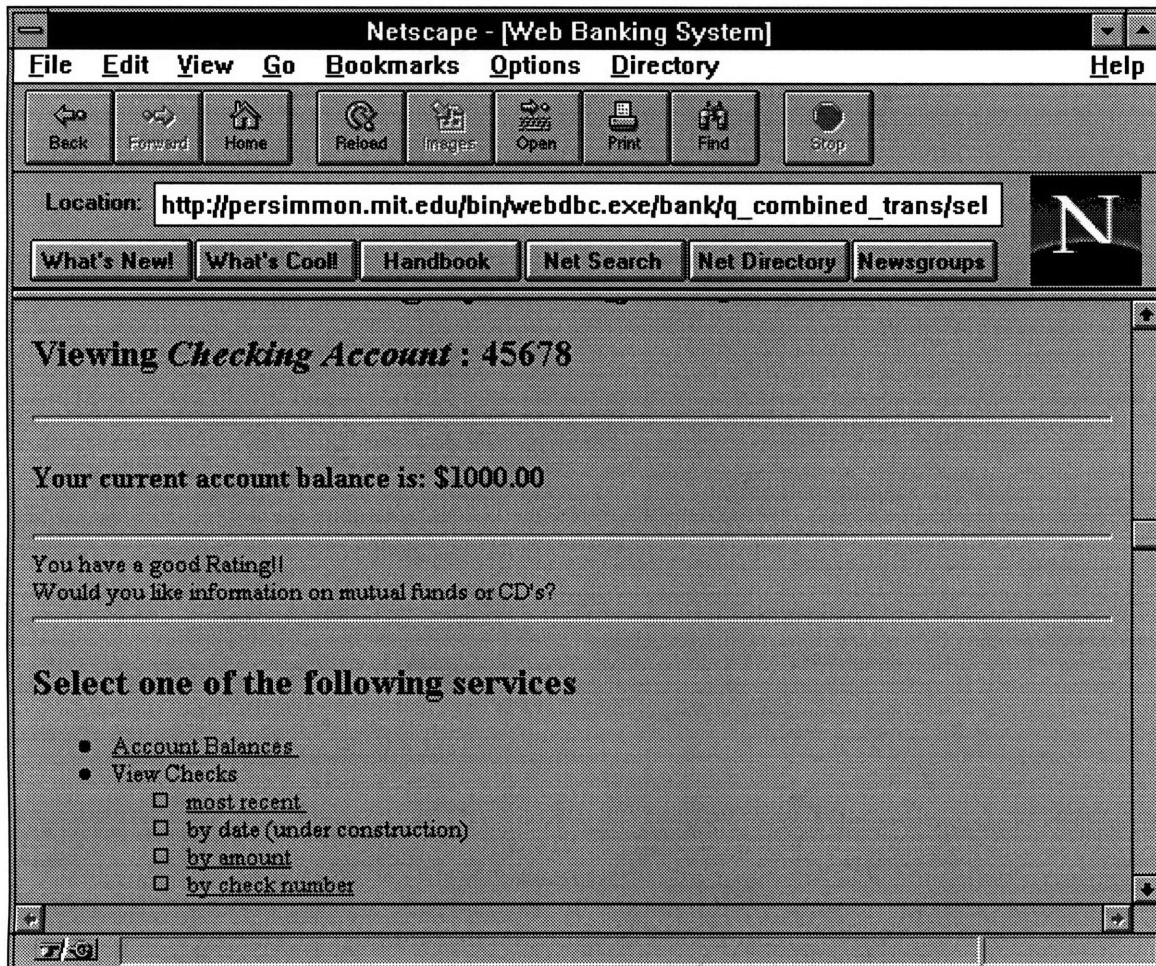 Netscape - [Web Banking System]
File Edit View Go Bookmarks Options Directory Help
Back Forward Home Reload Images Open Print Find Stop
Location: http://persimmon.mit.edu/bin/webdbc.exe/bank/q_combined_trans/sel
N
What's New! What's Cool! Handbook Net Search Net Directory Newsgroups
Viewing Checking Account : 45678
Your current account balance is: $1000.00
You have a good Rating!!
Would you like information on mutual funds or CD's?
Select one of the following services
Account Balances
View Checks
most recent
by date (under construction)
by amount
by check number